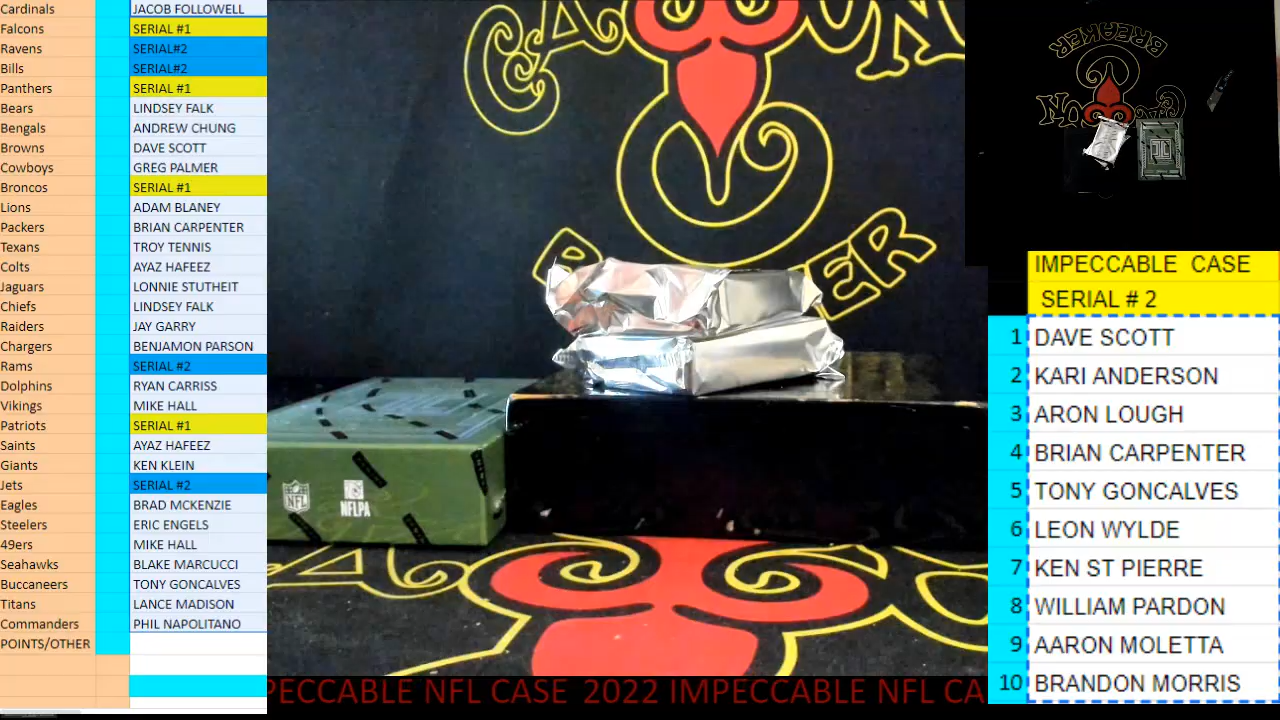 Cardinals JACOB FOLLOWELL
Falcons SERIAL #1
Ravens SERIAL#2
Bills SERIAL#2
Panthers SERIAL #1
Bears LINDSEY FALK
Bengals ANDREW CHUNG
Browns DAVE SCOTT
Cowboys GREG PALMER
Broncos SERIAL #1
Lions ADAM BLANEY
Packers BRIAN CARPENTER
Texans TROY TENNIS
Colts AYAZ HAFEEZ
Jaguars LONNIE STUTHEIT
Chiefs LINDSEY FALK
Raiders JAY GARRY
Chargers BENJAMON PARSON
Rams SERIAL #2
Dolphins RYAN CARRISS
Vikings MIKE HALL
Patriots SERIAL #1
Saints AYAZ HAFEEZ
Giants KEN KLEIN
Jets SERIAL #2
Eagles BRAD MCKENZIE
Steelers ERIC ENGELS
49ers MIKE HALL
Seahawks BLAKE MARCUCCI
Buccaneers TONY GONCALVES
Titans LANCE MADISON
Commanders PHIL NAPOLITANO
POINTS/OTHER
NFL
NFLPA
BREAKER
IMPECCABLE CASE
SERIAL # 2
1 DAVE SCOTT
2 KARI ANDERSON
3 ARON LOUGH
4 BRIAN CARPENTER
5 TONY GONCALVES
6 LEON WYLDE
7 KEN ST PIERRE
8 WILLIAM PARDON
9 AARON MOLETTA
10 BRANDON MORRIS
PECCABLE NFL CASE 2022 IMPECCABLE NFL CA